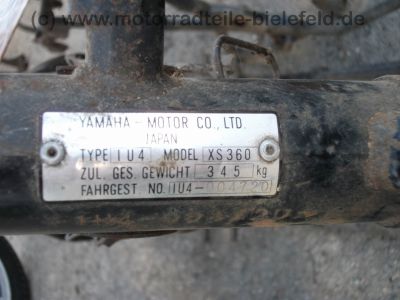 © www.motorradteile-bielefeld.de
YAMAHA MOTOR CO., LTD.
JAPAN
TYPE 1U4 MODEL XS360
ZUL. GES. GEWICHT 345 kg
FAHRGEST NO. 1U4-004720